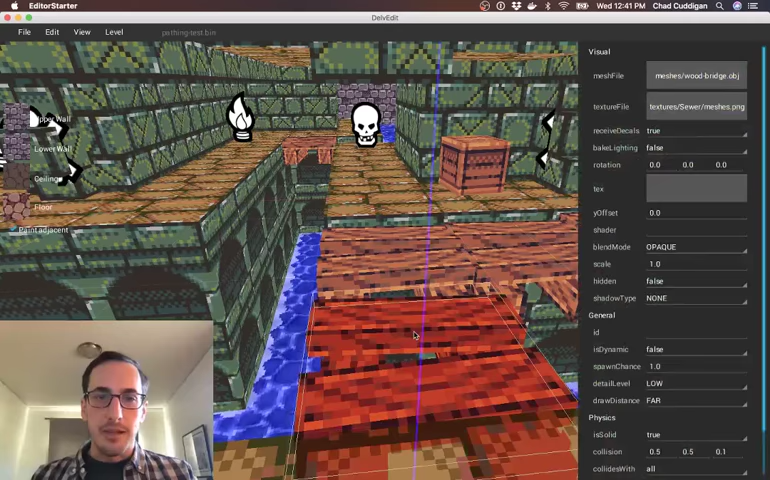 EditorStarter
Wed 12:41 PM Chad Cuddigan
DelvEdit
File Edit View Level pathing-test.bin
Visual
meshFile meshes/wood-bridge.obj
textureFile textures/Sewer/meshes.png
receiveDecals true
bakeLighting false
rotation 0.0 0.0 0.0
tex
yOffset 0.0
shader
blendMode OPAQUE
scale 1.0
hidden false
shadowType NONE
General
id
isDynamic false
spawnChance 1.0
detailLevel LOW
drawDistance FAR
Physics
isSolid true
collision 0.5 0.5 0.1
collidesWith all
Upper Wall
Lower Wall
Ceiling
Floor
Paint adjacent